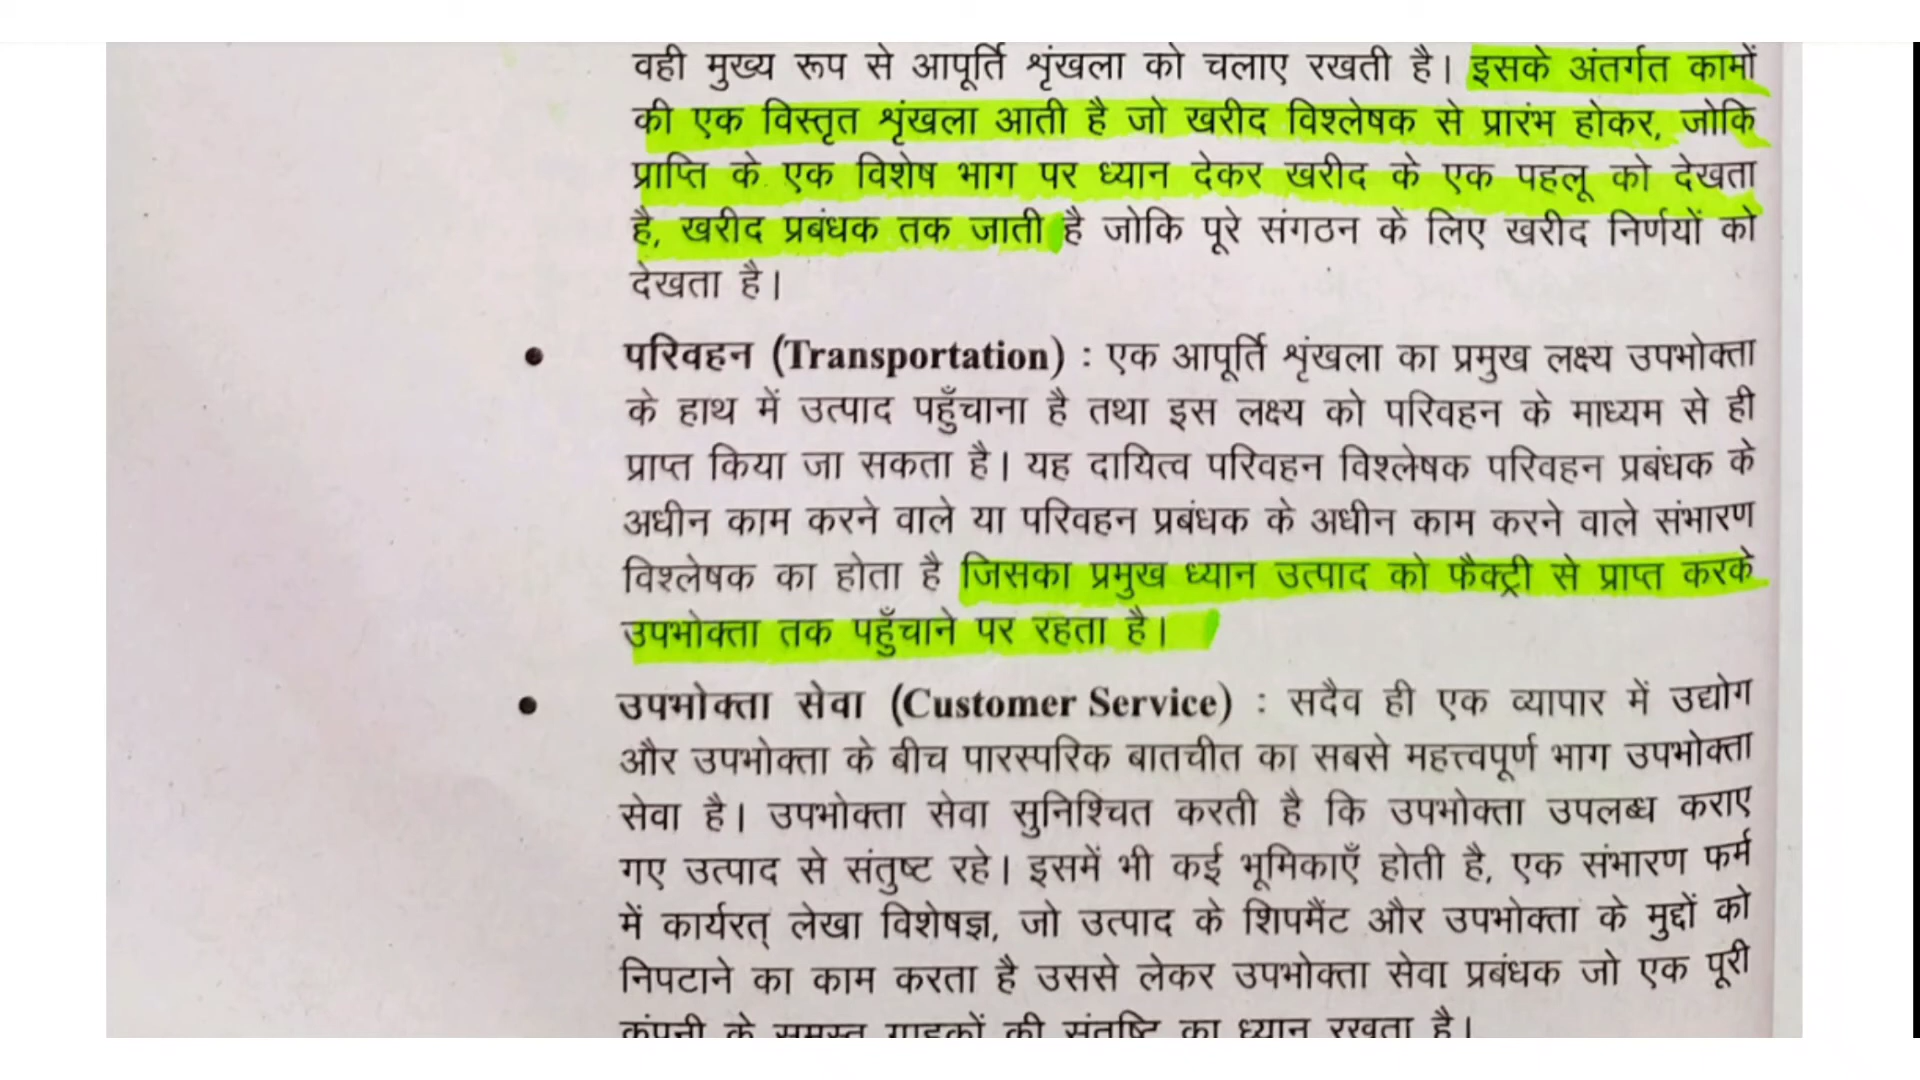 वही मुख्य रूप से आपूर्ति शृंखला को चलाए रखती है। इसके अंतर्गत कामों
की एक विस्तृत शृंखला आती है जो खरीद विश्लेषक से प्रारंभ होकर, जोकि
प्राप्ति के एक विशेष भाग पर ध्यान देकर खरीद के एक पहलू को देखता
है, खरीद प्रबंधक तक जाती है जोकि पूरे संगठन के लिए खरीद निर्णयों को
देखता है।
● परिवहन (Transportation) : एक आपूर्ति शृंखला का प्रमुख लक्ष्य उपभोक्ता
के हाथ में उत्पाद पहुँचाना है तथा इस लक्ष्य को परिवहन के माध्यम से ही
प्राप्त किया जा सकता है। यह दायित्व परिवहन विश्लेषक परिवहन प्रबंधक के
अधीन काम करने वाले या परिवहन प्रबंधक के अधीन काम करने वाले संभारण
विश्लेषक का होता है जिसका प्रमुख ध्यान उत्पाद को फैक्ट्री से प्राप्त करके
उपभोक्ता तक पहुँचाने पर रहता है।
● उपभोक्ता सेवा (Customer Service) : सदैव ही एक व्यापार में उद्योग
और उपभोक्ता के बीच पारस्परिक बातचीत का सबसे महत्त्वपूर्ण भाग उपभोक्ता
सेवा है। उपभोक्ता सेवा सुनिश्चित करती है कि उपभोक्ता उपलब्ध कराए
गए उत्पाद से संतुष्ट रहे। इसमें भी कई भूमिकाएँ होती है, एक संभारण फर्म
में कार्यरत् लेखा विशेषज्ञ, जो उत्पाद के शिपमैंट और उपभोक्ता के मुद्दों को
निपटाने का काम करता है उससे लेकर उपभोक्ता सेवा प्रबंधक जो एक पूरी
कंपनी के समस्त ग्राहकों की संतुष्टि का ध्यान रखता है।